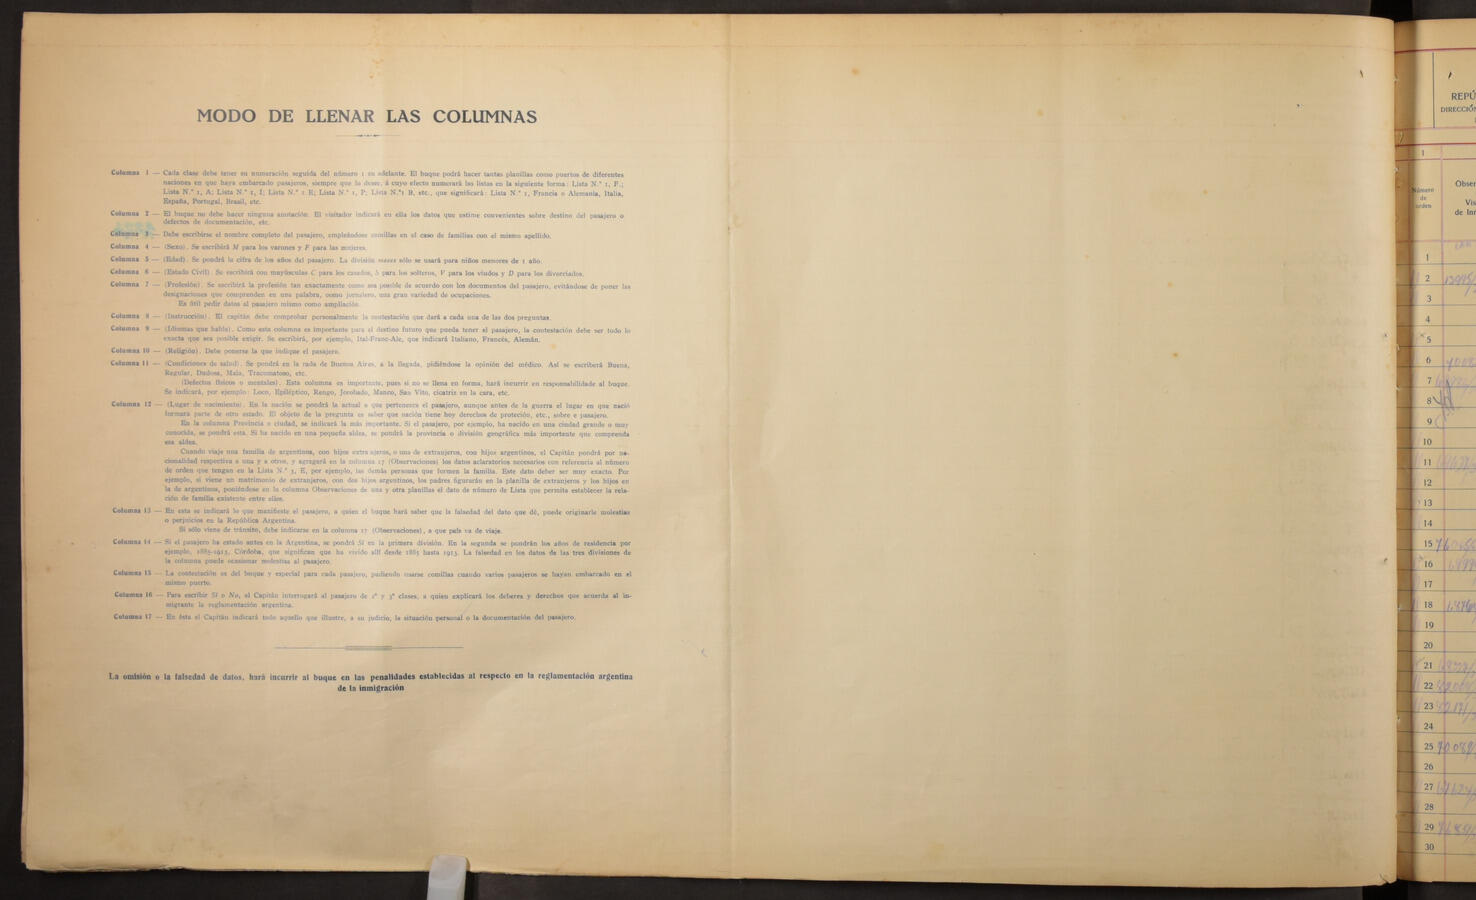 MODO DE LLENAR LAS COLUMNAS
Columna 1 — Cada clase debe tener su numeración seguida del número 1 en adelante. El buque podrá hacer tantas planillas como puertos de diferentes
naciones en que haya embarcado pasajeros, siempre que lo desee, á cuyo efecto numerará las listas en la siguiente forma: Lista N.° 1, F.;
Lista N.° 1, A; Lista N.° 1, I; Lista N.° 1 E; Lista N.° 1, P; Lista N.°1 B, etc., que significará: Lista N.° 1, Francia o Alemania, Italia,
España, Portugal, Brasil, etc.
Columna 2 — El buque no debe hacer ninguna anotación. El visitador indicará en ella los datos que estime convenientes sobre destino del pasajero o
defectos de documentación, etc.
Columna 3 — Debe escribirse el nombre completo del pasajero, empleándose comillas en el caso de familias con el mismo apellido.
Columna 4 — (Sexo). Se escribirá M para los varones y F para las mujeres.
Columna 5 — (Edad). Se pondrá la cifra de los años del pasajero. La división meses sólo se usará para niños menores de 1 año.
Columna 6 — (Estado Civil). Se escribirá con mayúsculas C para los casados, S para los solteros, V para los viudos y D para los divorciados.
Columna 7 — (Profesión). Se escribirá la profesión tan exactamente como sea posible de acuerdo con los documentos del pasajero, evitándose de poner las
designaciones que comprenden en una palabra, como jornalero, una gran variedad de ocupaciones.
Es útil pedir datos al pasajero mismo como ampliación.
Columna 8 — (Instrucción). El capitán debe comprobar personalmente la contestación que dará a cada una de las dos preguntas.
Columna 9 — (Idiomas que habla). Como esta columna es importante para el destino futuro que pueda tener el pasajero, la contestación debe ser todo lo
exacta que sea posible exigir. Se escribirá, por ejemplo, Ital-Franc-Ale, que indicará Italiano, Francés, Alemán.
Columna 10 — (Religión). Debe ponerse la que indique el pasajero.
Columna 11 — (Condiciones de salud). Se pondrá en la rada de Buenos Aires, a la llegada, pidiéndose la opinión del médico. Así se escribirá Buena,
Regular, Dudosa, Mala, Tracomatoso, etc.
(Defectos físicos o mentales). Esta columna es importante, pues si no se llena en forma, hará incurrir en responsabilidade al buque.
Se indicará, por ejemplo: Loco, Epiléptico, Rengo, Jorobado, Manco, San Vito, cicatriz en la cara, etc.
Columna 12 — (Lugar de nacimiento). En la nación se pondrá la actual a que pertenezca el pasajero, aunque antes de la guerra el lugar en que nació
formara parte de otro estado. El objeto de la pregunta es saber que nación tiene hoy derechos de proteción, etc., sobre e pasajero.
En la columna Provincia o ciudad, se indicará la más importante. Si el pasajero, por ejemplo, ha nacido en una ciudad grande o muy
conocida, se pondrá esta. Si ha nacido en una pequeña aldea, se pondrá la provincia o división geográfica más importante que comprenda
esa aldea.
Cuando viaje una familia de argentinos, con hijos extra ajeros, o una de extranjeros, con hijos argentinos, el Capitán pondrá por na-
cionalidad respectiva a una y a otros, y agregará en la columna 17 (Observaciones) los datos aclaratorios necesarios con referencia al número
de orden que tengan en la Lista N.° 3, E, por ejemplo, las demás personas que formen la familia. Este dato deber ser muy exacto. Por
ejemplo, si viene un matrimonio de extranjeros, con dos hijos argentinos, los padres figurarán en la planilla de extranjeros y los hijos en
la de argentinos, poniéndose en la columna Observaciones de una y otra planillas el dato de número de Lista que permita establecer la rela-
ción de familia existente entre ellos.
Columna 13 — En esta se indicará lo que manifieste el pasajero, a quien el buque hará saber que la falsedad del dato que dé, puede originarle molestias
o perjuicios en la República Argentina.
Si sólo viene de tránsito, debe indicarse en la columna 17 (Observaciones), a que país va de viaje.
Columna 14 — Si el pasajero ha estado antes en la Argentina, se pondrá Sí en la primera división. En la segunda se pondrán los años de residencia por
ejemplo, 1885-1913, Córdoba, que significan que ha vivido allí desde 1885 hasta 1913. La falsedad en los datos de las tres divisiones de
la columna puede ocasionar molestias al pasajero.
Columna 15 — La contestación es del buque y especial para cada pasajero, pudiendo usarse comillas cuando varios pasajeros se hayan embarcado en el
mismo puerto.
Columna 16 — Para escribir Sí o No, el Capitán interrogará al pasajero de 2ª y 3ª clases, a quien explicará los deberes y derechos que acuerda al in-
migrante la reglamentación argentina.
Columna 17 — En ésta el Capitán indicará todo aquello que illustre, a su judicio, la situación personal o la documentación del pasajero.
La omisión o la falsedad de datos, hará incurrir al buque en las penalidades establecidas al respecto en la reglamentación argentina
de la inmigración
REPÚ
DIRECCIÓN
1
Número
de
orden
Obser
Vis
de In
1
2
3
4
5
6
7
8
9
10
11
12
13
14
15
16
17
18
19
20
21
22
23
24
25
26
27
28
29
30